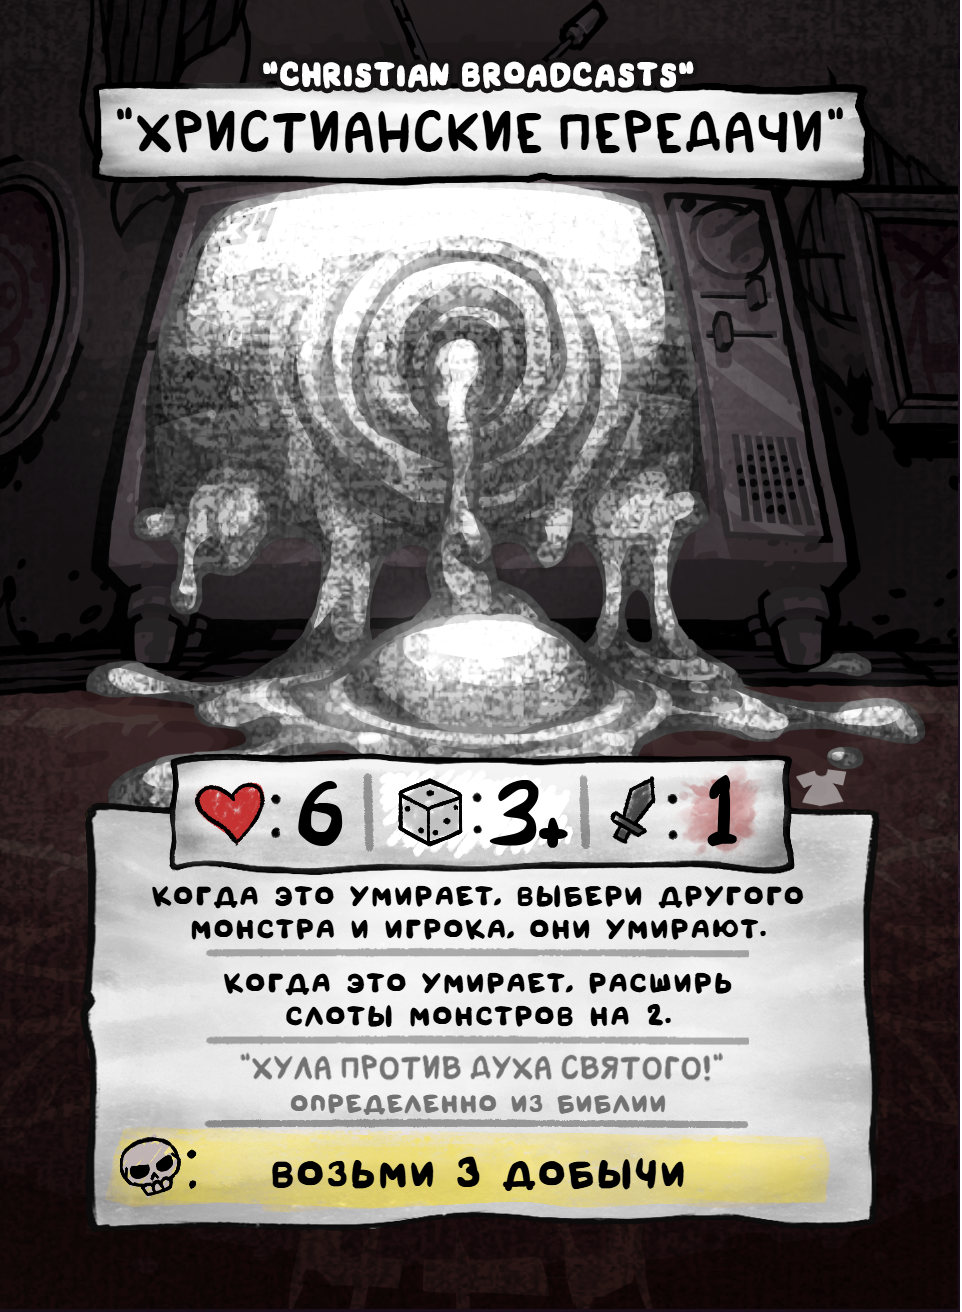 "CHRISTIAN BROADCASTS"
"ХРИСТИАНСКИЕ ПЕРЕДАЧИ"
34
: 6
: 3+
: 1
КОГДА ЭТО УМИРАЕТ, ВЫБЕРИ ДРУГОГО
МОНСТРА И ИГРОКА, ОНИ УМИРАЮТ.
КОГДА ЭТО УМИРАЕТ, РАСШИРЬ
СЛОТЫ МОНСТРОВ НА 2.
"ХУЛА ПРОТИВ ДУХА СВЯТОГО!"
ОПРЕДЕЛЕННО ИЗ БИБЛИИ
: ВОЗЬМИ 3 ДОБЫЧИ